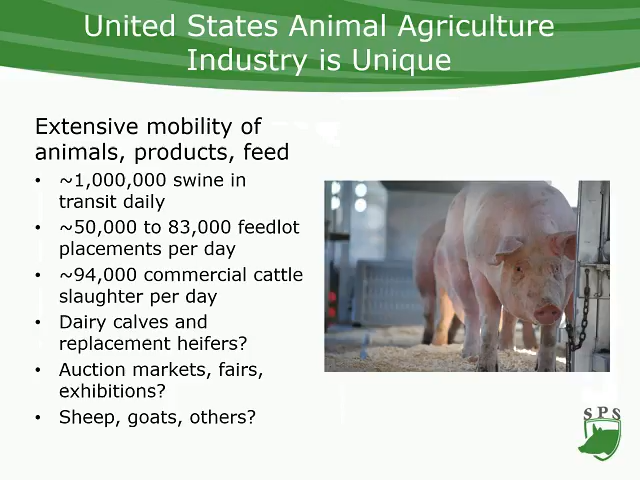 United States Animal Agriculture
Industry is Unique
Extensive mobility of
animals, products, feed
• ~1,000,000 swine in
transit daily
• ~50,000 to 83,000 feedlot
placements per day
• ~94,000 commercial cattle
slaughter per day
• Dairy calves and
replacement heifers?
• Auction markets, fairs,
exhibitions?
• Sheep, goats, others?
SPS